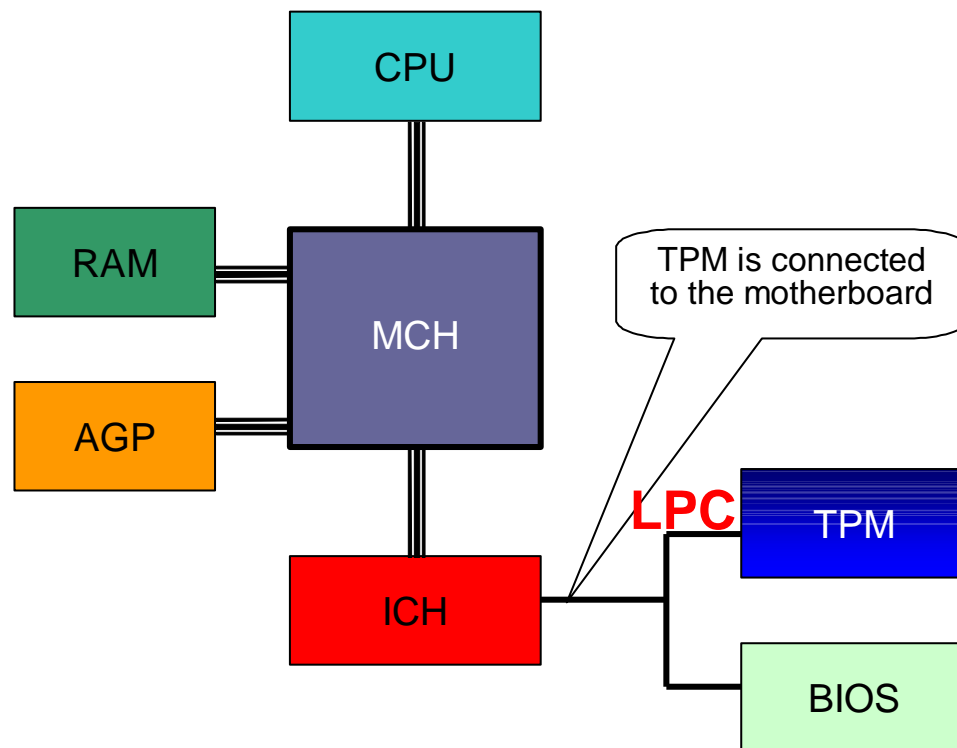 CPU
RAM
TPM is connected
to the motherboard
MCH
AGP
LPC
TPM
ICH
BIOS